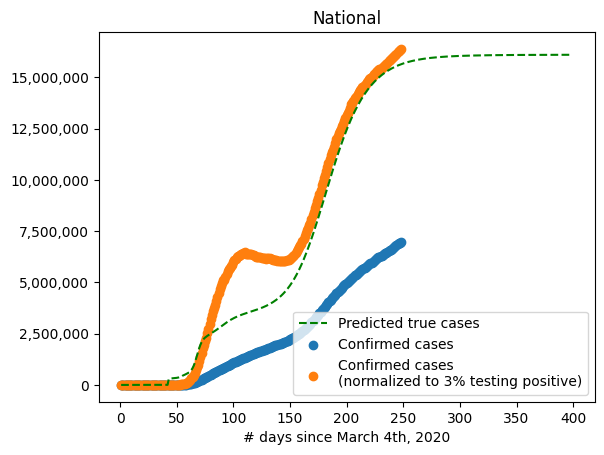 National
15,000,000
12,500,000
10,000,000
7,500,000
5,000,000
2,500,000
0
Predicted true cases
Confirmed cases
Confirmed cases
(normalized to 3% testing positive)
0 50 100 150 200 250 300 350 400
# days since March 4th, 2020